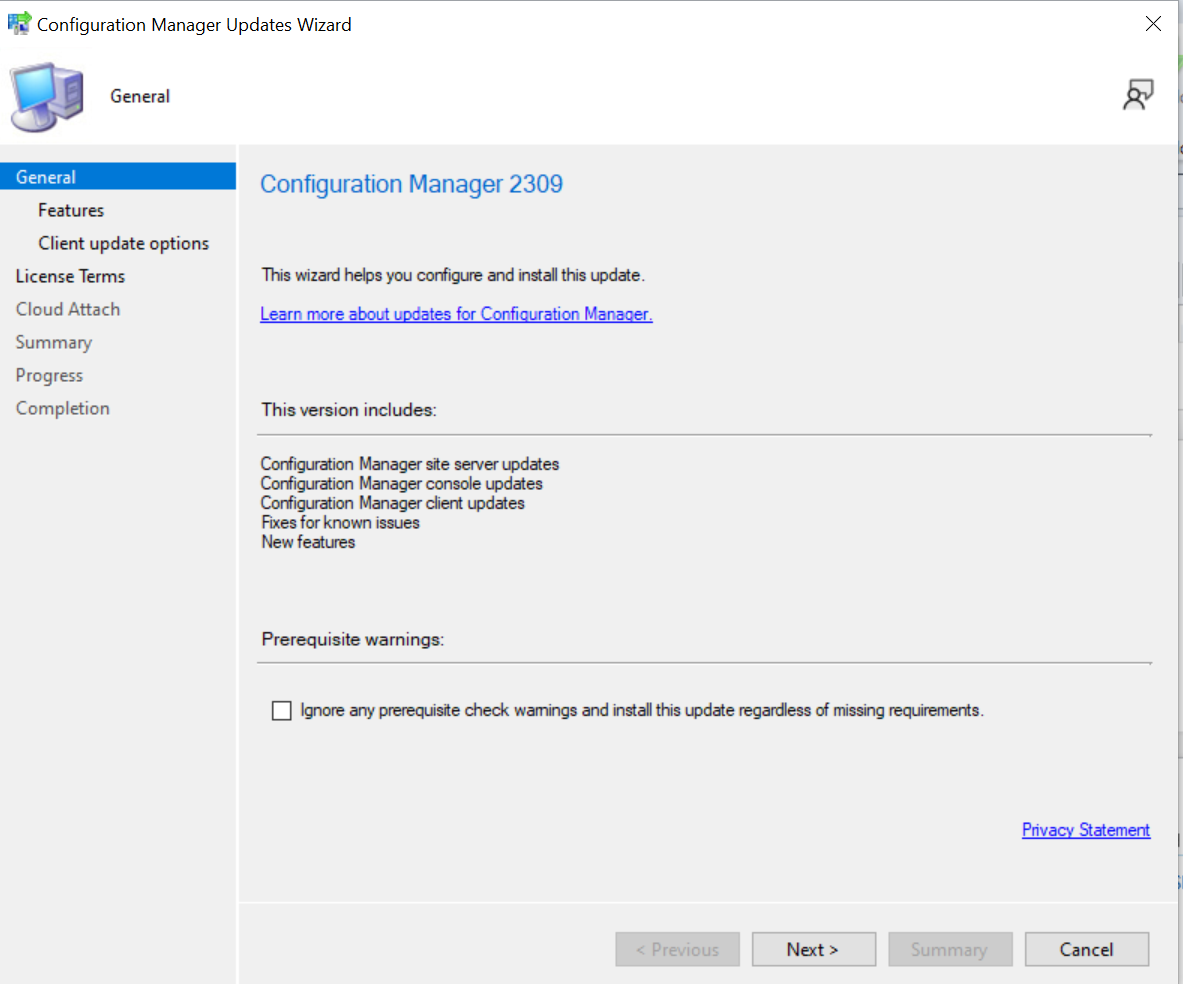 Configuration Manager Updates Wizard
General
General
Features
Client update options
License Terms
Cloud Attach
Summary
Progress
Completion
Configuration Manager 2309
This wizard helps you configure and install this update.
Learn more about updates for Configuration Manager.
This version includes:
Configuration Manager site server updates
Configuration Manager console updates
Configuration Manager client updates
Fixes for known issues
New features
Prerequisite warnings:
Ignore any prerequisite check warnings and install this update regardless of missing requirements.
Privacy Statement
< Previous
Next >
Summary
Cancel